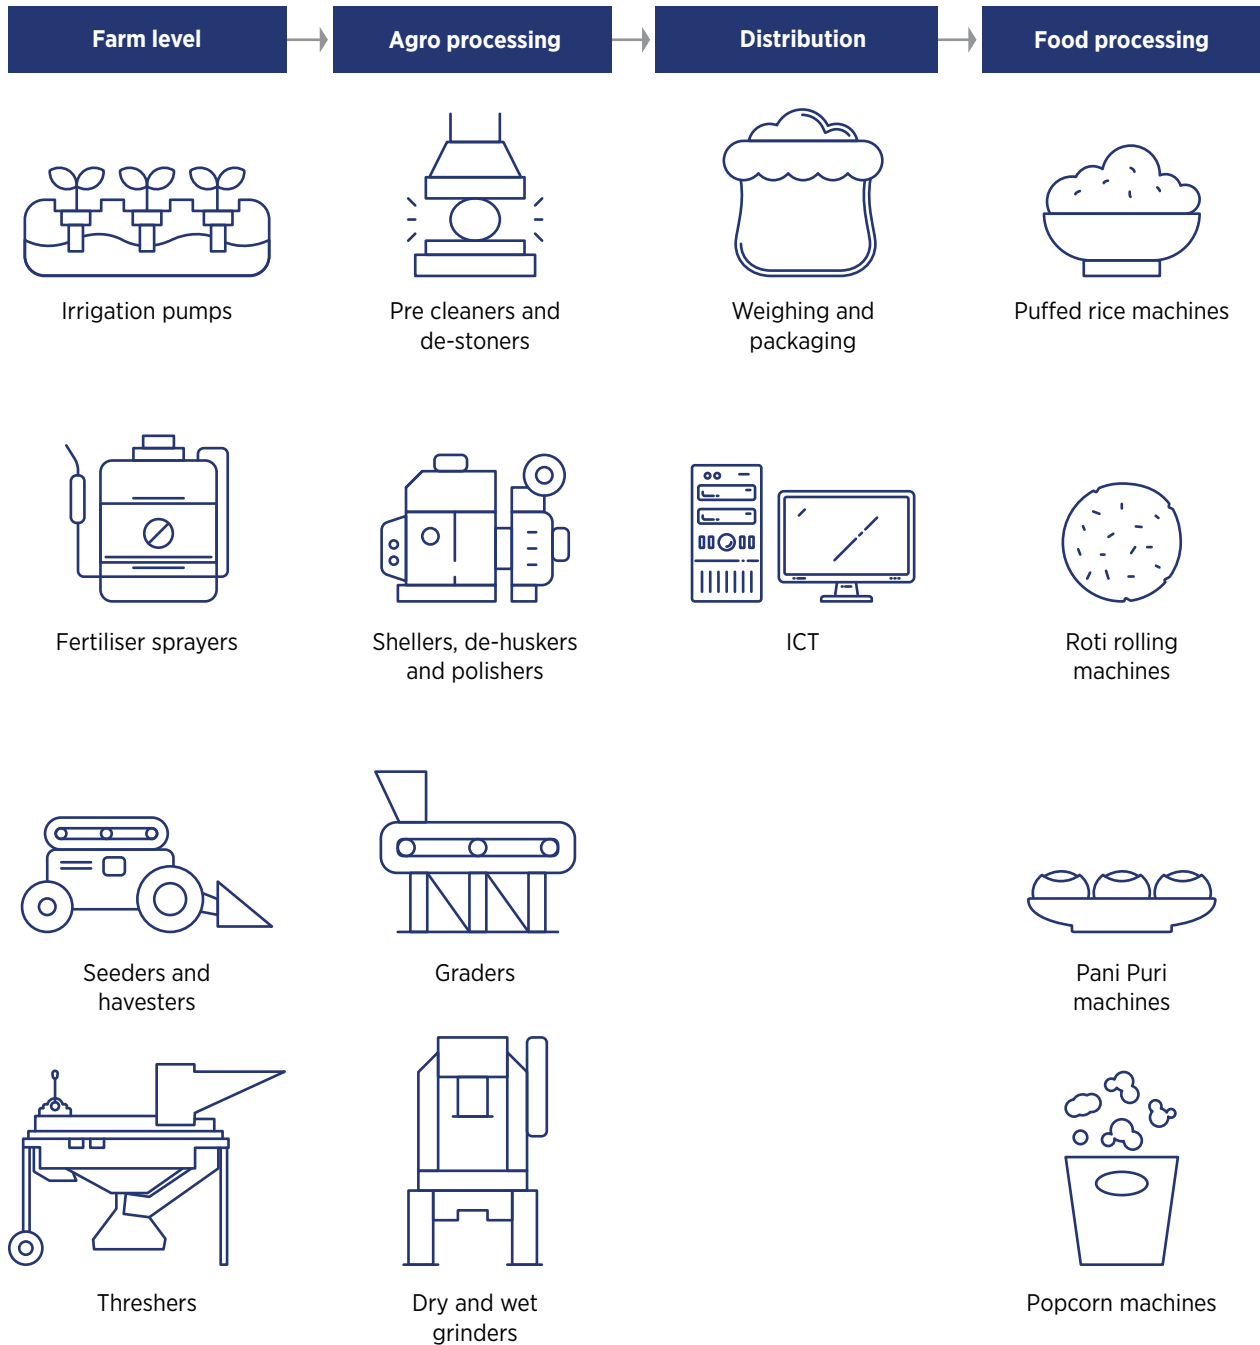 Farm level
Agro processing
Distribution
Food processing
Irrigation pumps
Pre cleaners and
de-stoners
Weighing and
packaging
Puffed rice machines
Fertiliser sprayers
Shellers, de-huskers
and polishers
ICT
Roti rolling
machines
Seeders and
havesters
Graders
Pani Puri
machines
Threshers
Dry and wet
grinders
Popcorn machines